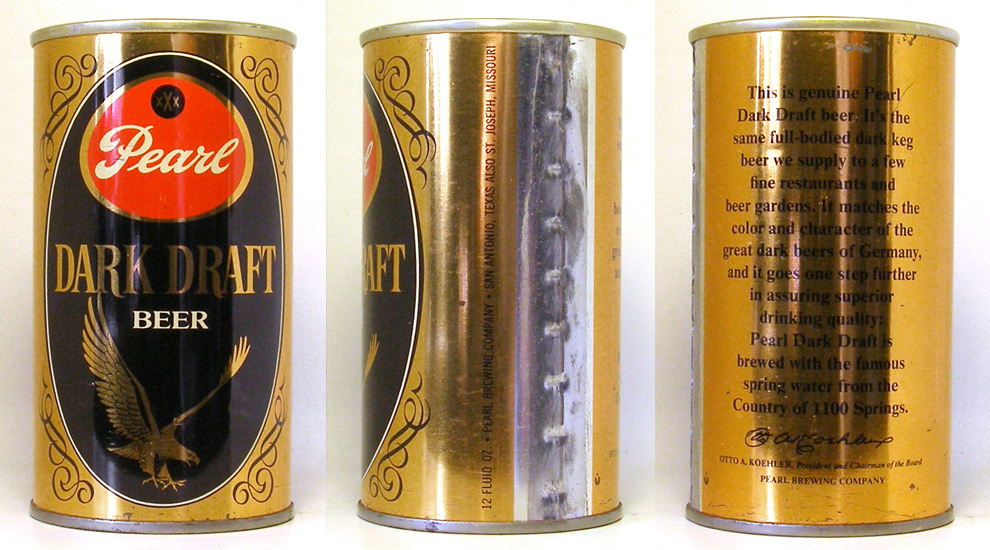 XXX
Pearl
DARK DRAFT
BEER
AFT
12 FLUID OZ. • PEARL BREWING COMPANY • SAN ANTONIO, TEXAS ALSO ST. JOSEPH, MISSOURI
This is genuine Pearl
Dark Draft beer. It's the
same full-bodied dark keg
beer we supply to a few
fine restaurants and
beer gardens. It matches the
color and character of the
great dark beers of Germany,
and it goes one step further
in assuring superior
drinking quality:
Pearl Dark Draft is
brewed with the famous
spring water from the
Country of 1100 Springs.
OTTO A. KOEHLER, President and Chairman of the Board
PEARL BREWING COMPANY